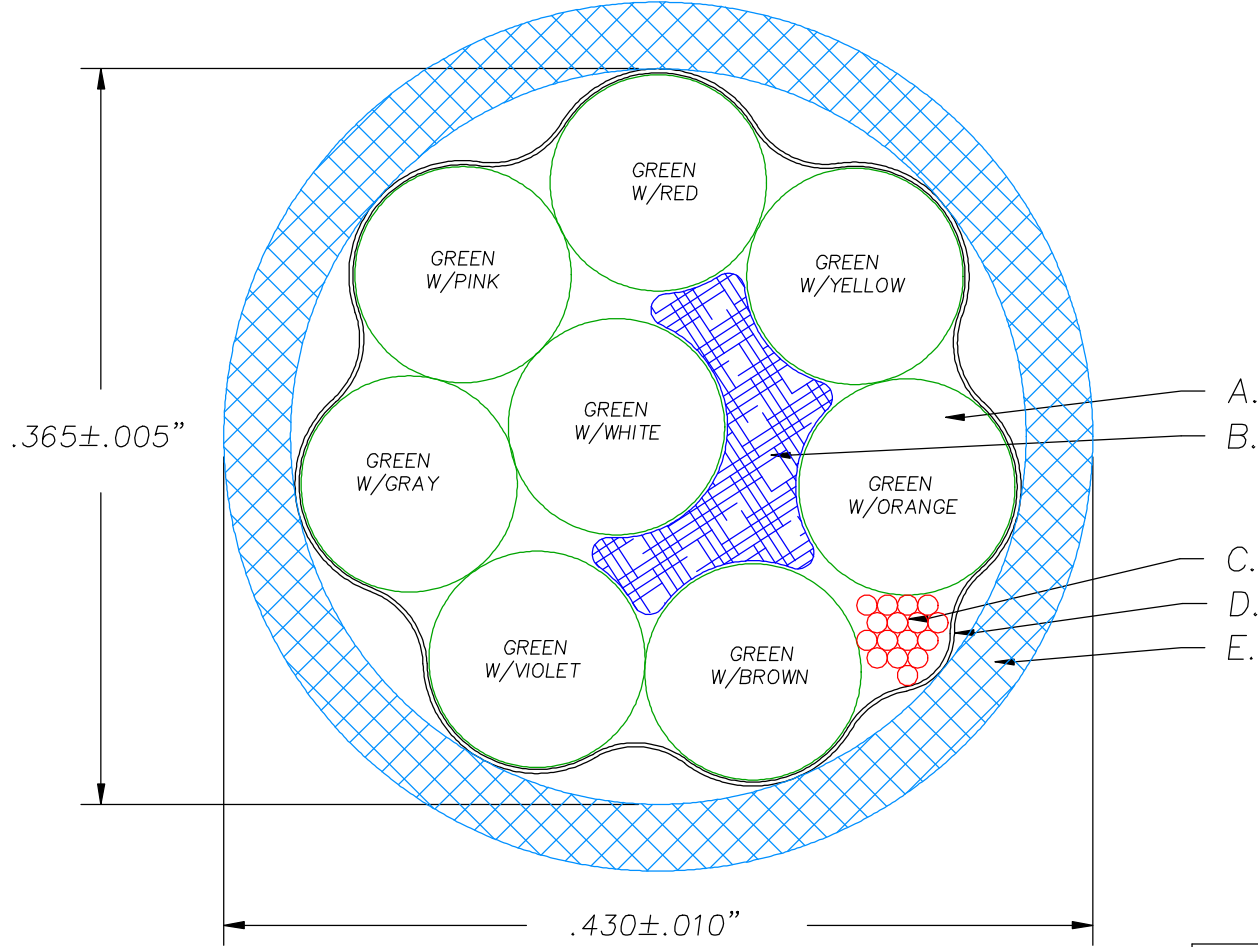 GREEN
W/RED
GREEN
W/PINK
GREEN
W/YELLOW
GREEN
W/WHITE
GREEN
W/GRAY
GREEN
W/ORANGE
GREEN
W/VIOLET
GREEN
W/BROWN
A.
B.
C.
D.
E.
.365±.005”
.430±.010”